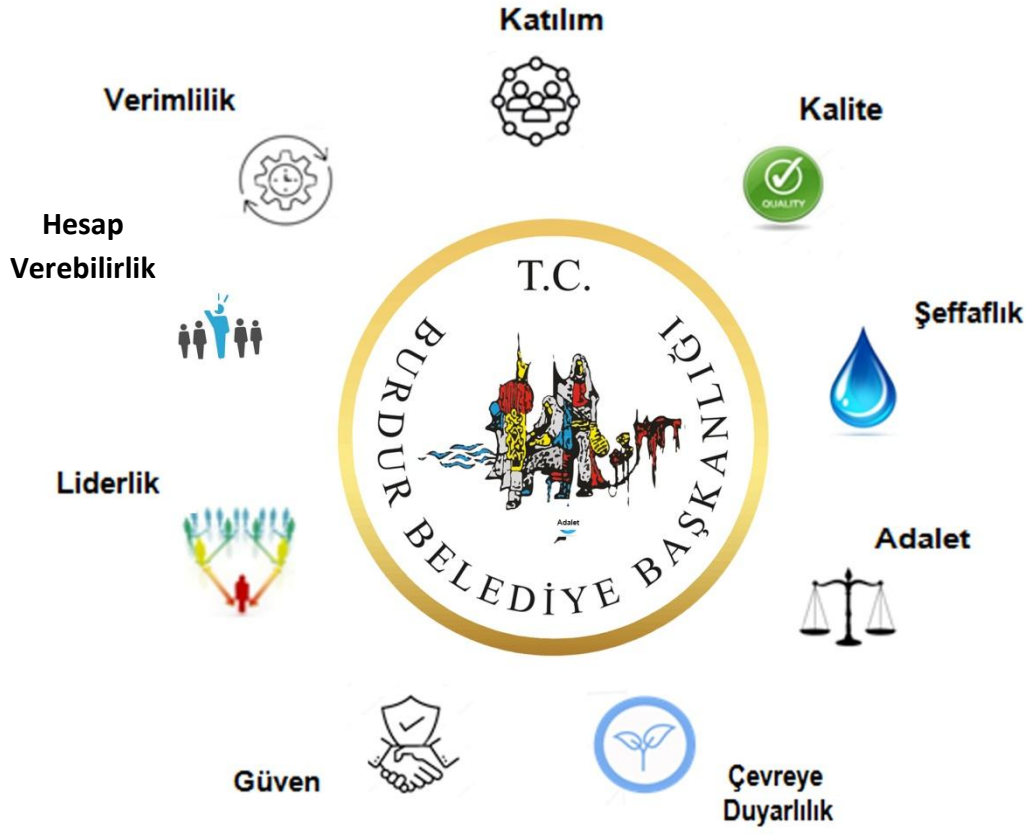 Katılım
Verimlilik
Kalite
QUALITY
Hesap
Verebilirlik
T.C.
BURDUR BELEDİYE BAŞKANLIĞI
Şeffaflık
Liderlik
Adalet
Adalet
Güven
Çevreye
Duyarlılık